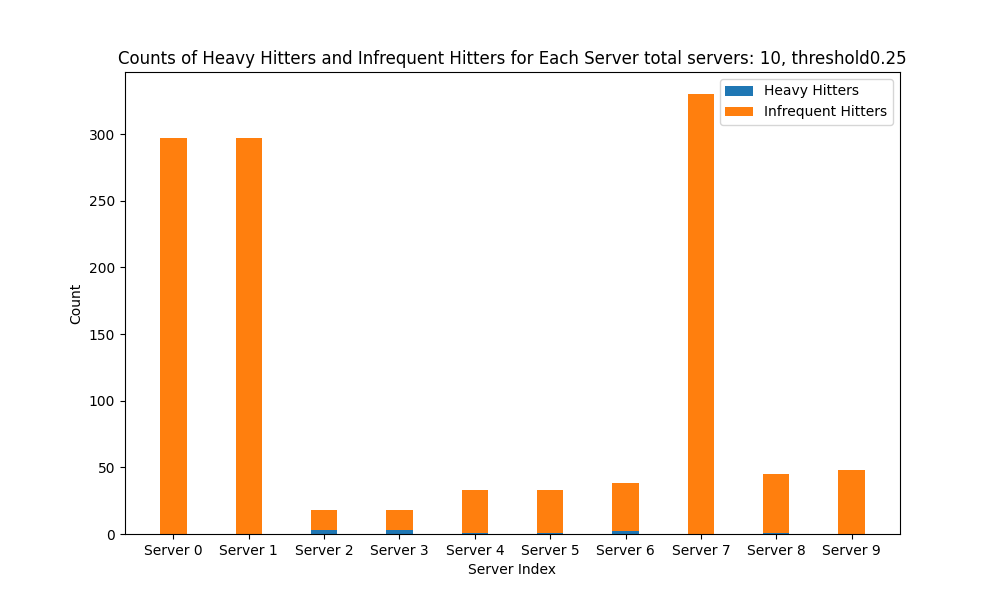 Counts of Heavy Hitters and Infrequent Hitters for Each Server total servers: 10, threshold0.25
Heavy Hitters
Infrequent Hitters
300
250
200
150
100
50
0
Count
Server 0 Server 1 Server 2 Server 3 Server 4 Server 5 Server 6 Server 7 Server 8 Server 9
Server Index